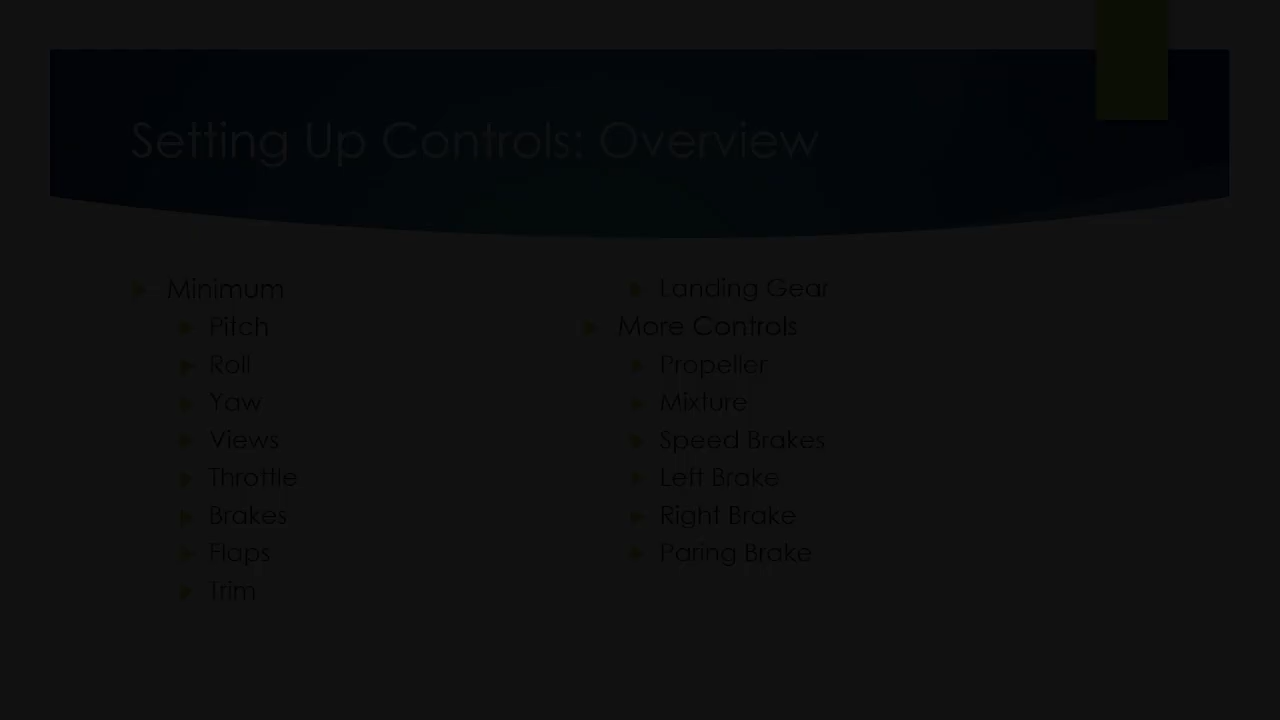 Setting Up Controls: Overview
Minimum
Pitch
Roll
Yaw
Views
Throttle
Brakes
Flaps
Trim
Landing Gear
More Controls
Propeller
Mixture
Speed Brakes
Left Brake
Right Brake
Paring Brake